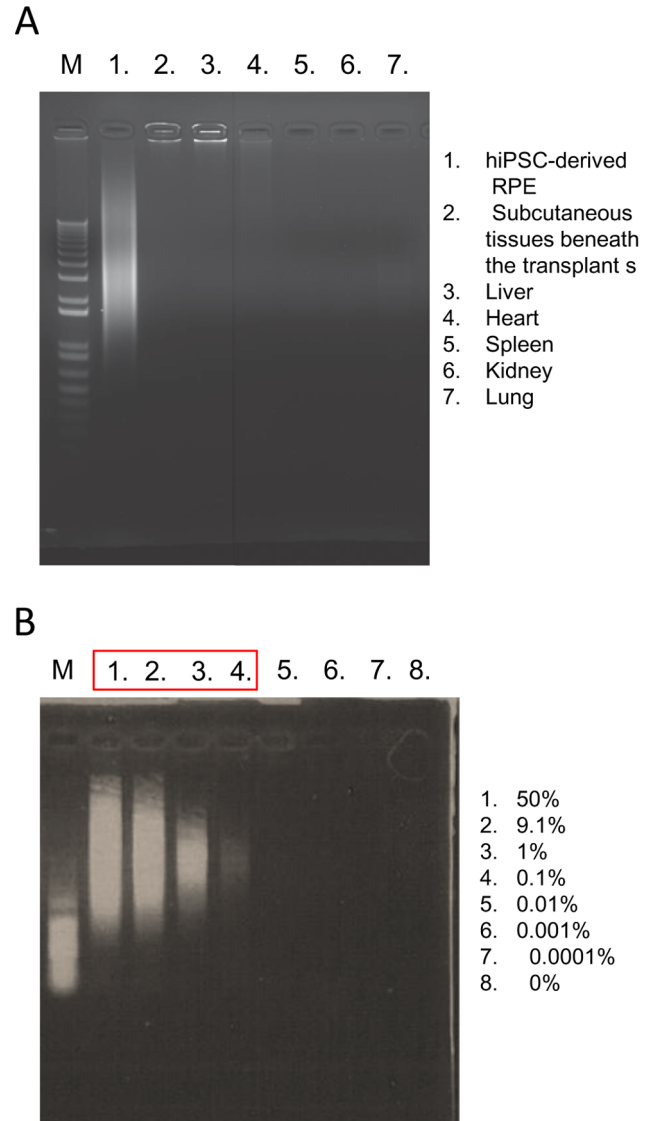 A
M 1. 2. 3. 4. 5. 6. 7.
1. hiPSC-derived
RPE
2. Subcutaneous
tissues beneath
the transplant s
3. Liver
4. Heart
5. Spleen
6. Kidney
7. Lung
B
M 1. 2. 3. 4. 5. 6. 7. 8.
1. 50%
2. 9.1%
3. 1%
4. 0.1%
5. 0.01%
6. 0.001%
7. 0.0001%
8. 0%